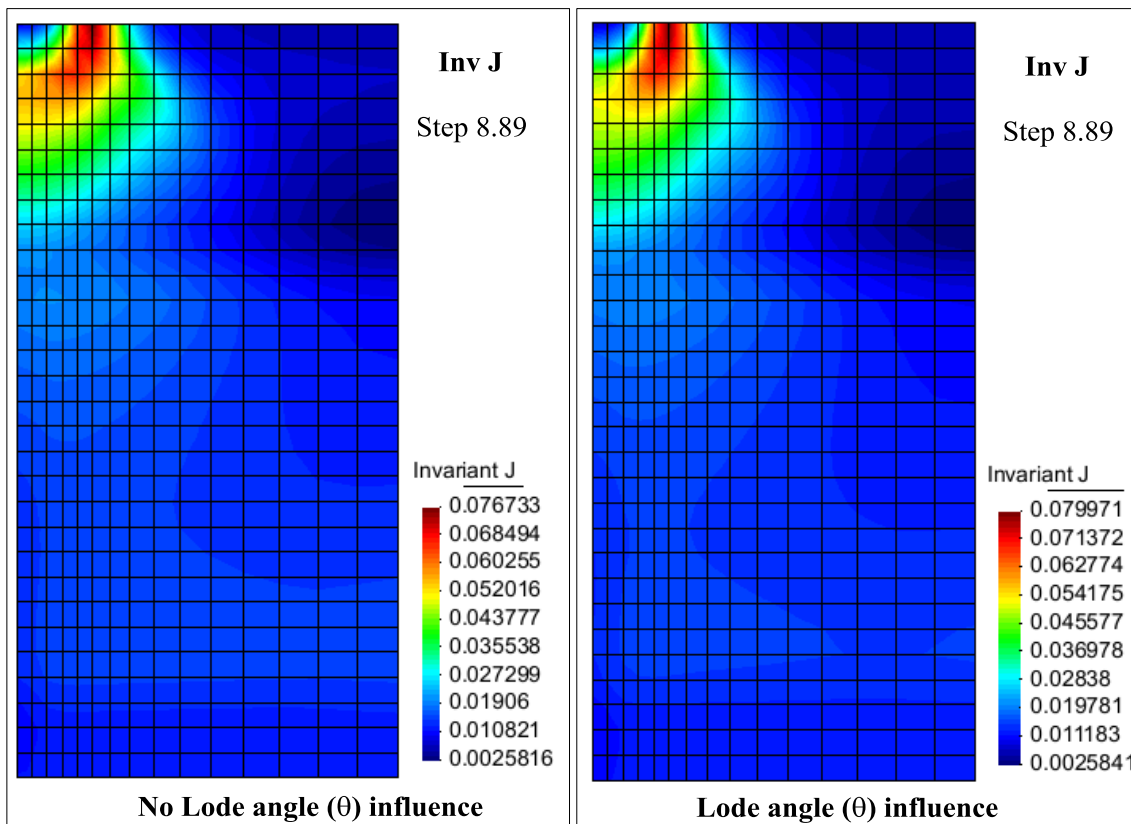 Inv J
Step 8.89
Invariant J
0.076733
0.068494
0.060255
0.052016
0.043777
0.035538
0.027299
0.01906
0.010821
0.0025816
No Lode angle (θ) influence
Inv J
Step 8.89
Invariant J
0.079971
0.071372
0.062774
0.054175
0.045577
0.036978
0.02838
0.019781
0.011183
0.0025841
Lode angle (θ) influence